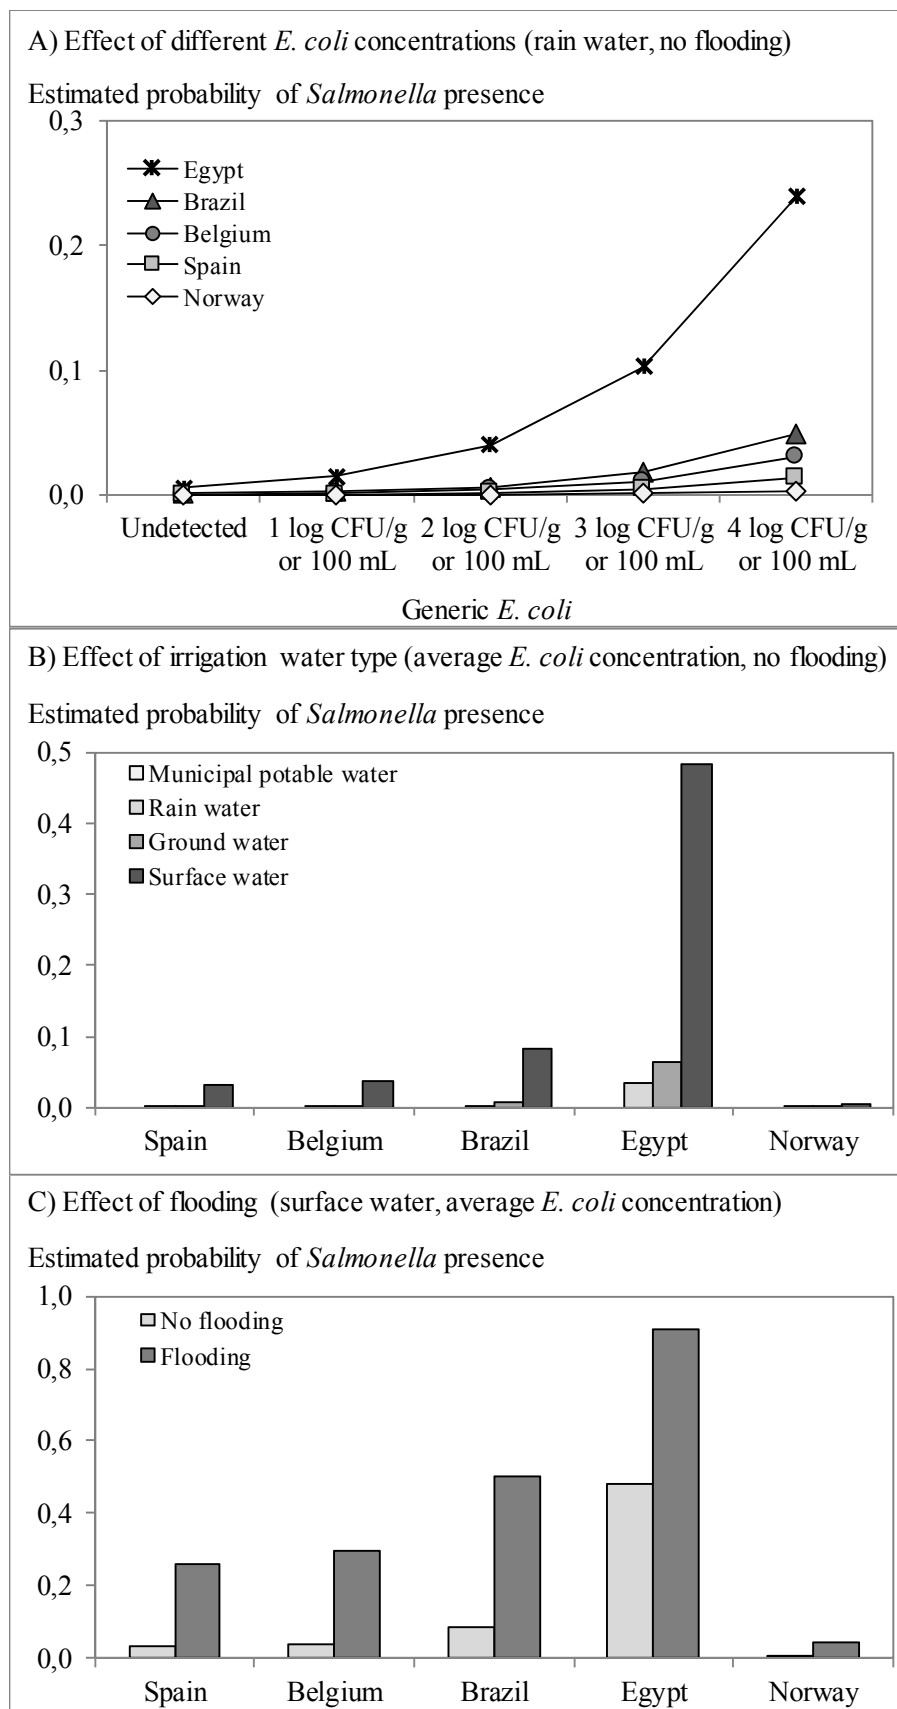 A) Effect of different E. coli concentrations (rain water, no flooding)
Estimated probability of Salmonella presence
0,3
0,2
0,1
0,0
Egypt
Brazil
Belgium
Spain
Norway
Undetected 1 log CFU/g 2 log CFU/g 3 log CFU/g 4 log CFU/g
or 100 mL or 100 mL or 100 mL or 100 mL
Generic E. coli
B) Effect of irrigation water type (average E. coli concentration, no flooding)
Estimated probability of Salmonella presence
0,5
0,4
0,3
0,2
0,1
0,0
Municipal potable water
Rain water
Ground water
Surface water
Spain Belgium Brazil Egypt Norway
C) Effect of flooding (surface water, average E. coli concentration)
Estimated probability of Salmonella presence
1,0
0,8
0,6
0,4
0,2
0,0
No flooding
Flooding
Spain Belgium Brazil Egypt Norway